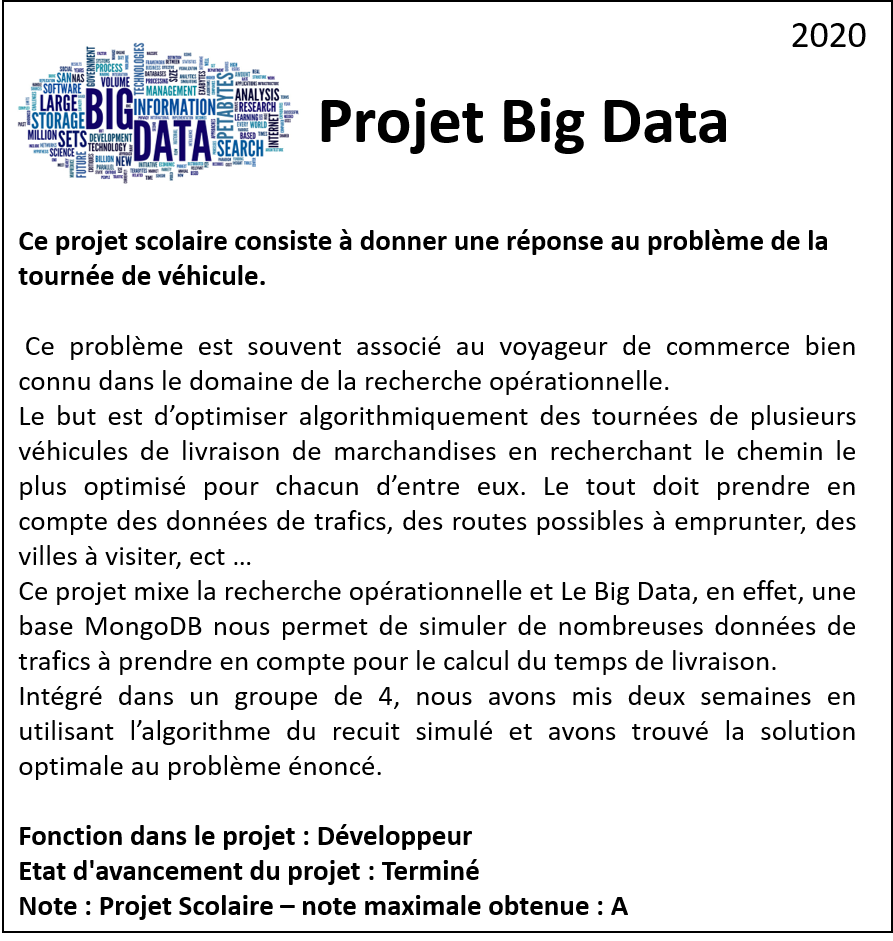 2020
BIG
DATA
INFORMATION
MANAGEMENT
TECHNOLOGIES
GOVERNMENT
PROCESS
VOLUME
SOFTWARE
LARGE
STORAGE
MILLION
SETS
SCIENCE
FUTURE
DEVELOPMENT
TECHNOLOGY
BILLION
NEW
SIZE
PETABYTES
SEARCH
ANALYSIS
RESEARCH
LEARNING
BASED
INTERNET
Projet Big Data
Ce projet scolaire consiste à donner une réponse au problème de la
tournée de véhicule.
Ce problème est souvent associé au voyageur de commerce bien
connu dans le domaine de la recherche opérationnelle.
Le but est d’optimiser algorithmiquement des tournées de plusieurs
véhicules de livraison de marchandises en recherchant le chemin le
plus optimisé pour chacun d’entre eux. Le tout doit prendre en
compte des données de trafics, des routes possibles à emprunter, des
villes à visiter, ect …
Ce projet mixe la recherche opérationnelle et Le Big Data, en effet, une
base MongoDB nous permet de simuler de nombreuses données de
trafics à prendre en compte pour le calcul du temps de livraison.
Intégré dans un groupe de 4, nous avons mis deux semaines en
utilisant l’algorithme du recuit simulé et avons trouvé la solution
optimale au problème énoncé.
Fonction dans le projet : Développeur
Etat d'avancement du projet : Terminé
Note : Projet Scolaire – note maximale obtenue : A